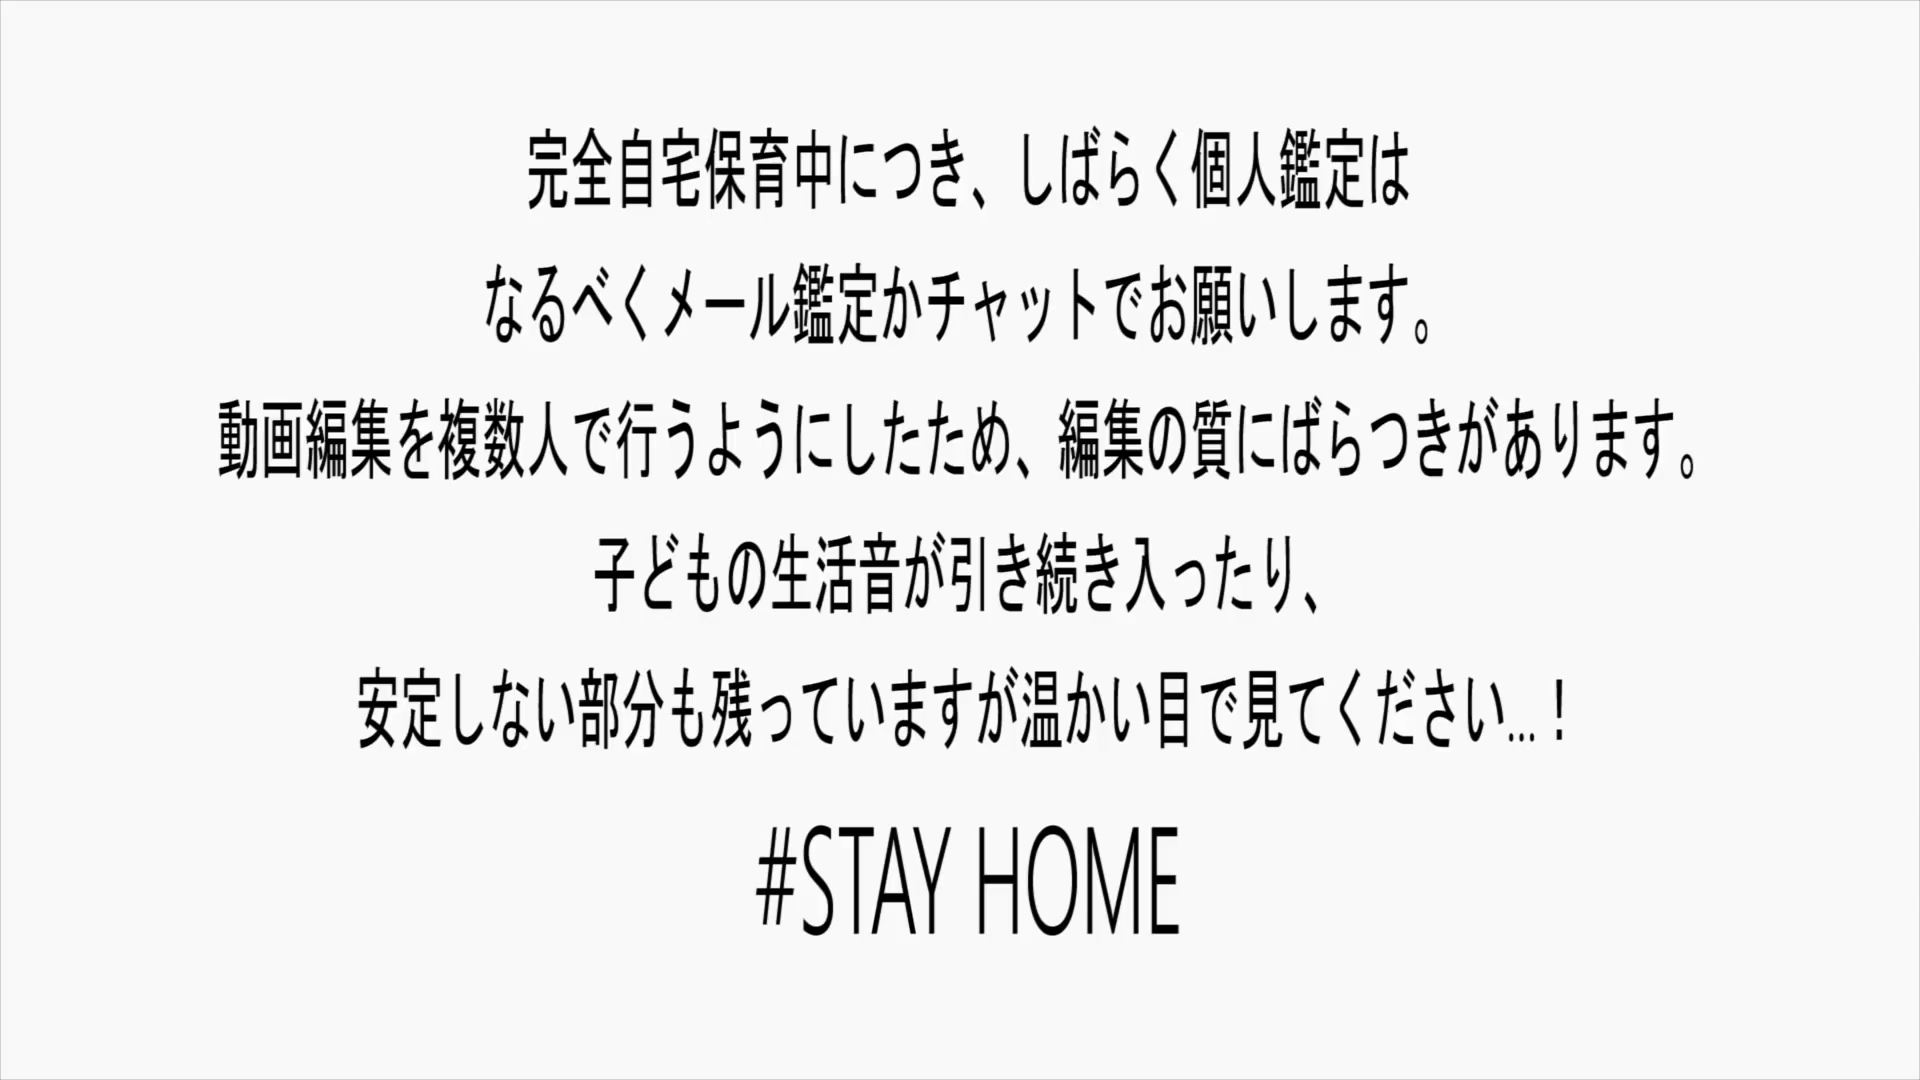 完全自宅保育中につき、しばらく個人鑑定は
なるべくメール鑑定かチャットでお願いします。
動画編集を複数人で行うようにしたため、編集の質にばらつきがあります。
子どもの生活音が引き続き入ったり、
安定しない部分も残っていますが温かい目で見てください...！
#STAY HOME